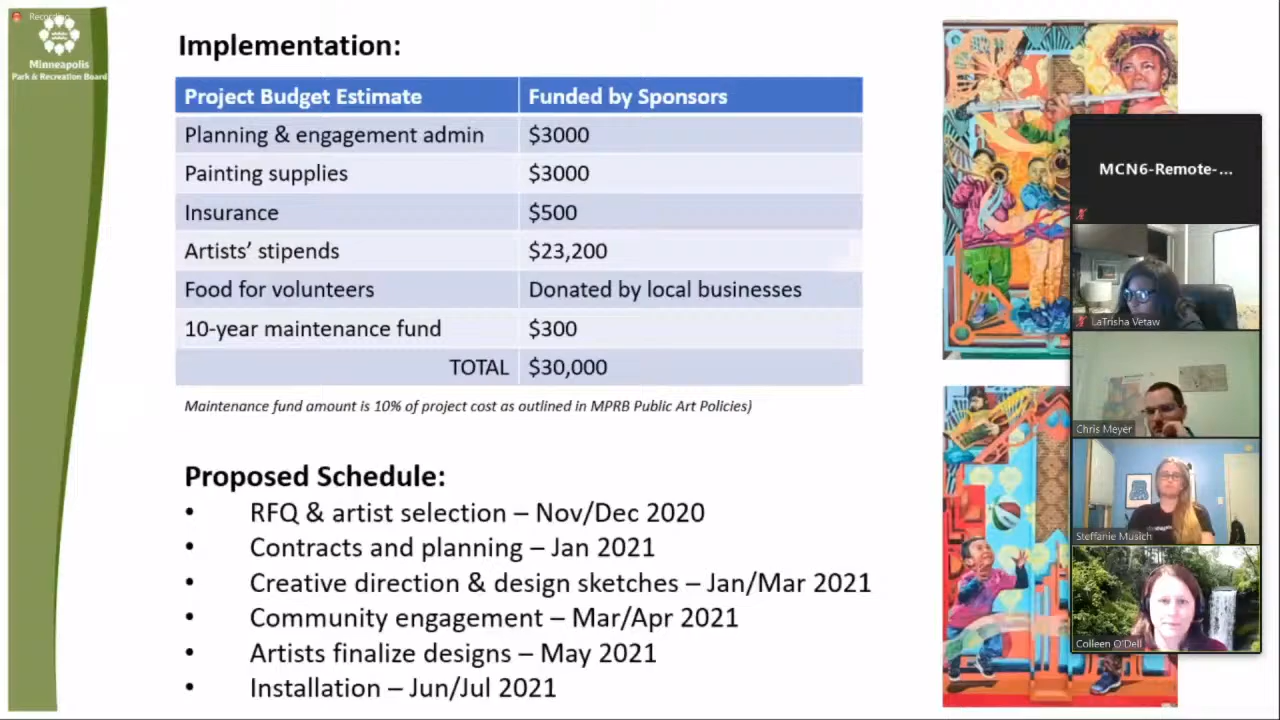 Recording
Minneapolis
Park & Recreation Board
Implementation:
Project Budget Estimate Funded by Sponsors
Planning & engagement admin $3000
Painting supplies $3000
Insurance $500
Artists’ stipends $23,200
Food for volunteers Donated by local businesses
10-year maintenance fund $300
TOTAL $30,000
Maintenance fund amount is 10% of project cost as outlined in MPRB Public Art Policies)
Proposed Schedule:
• RFQ & artist selection – Nov/Dec 2020
• Contracts and planning – Jan 2021
• Creative direction & design sketches – Jan/Mar 2021
• Community engagement – Mar/Apr 2021
• Artists finalize designs – May 2021
• Installation – Jun/Jul 2021
MCN6-Remote-...
LaTrisha Vetaw
Chris Meyer
Steffanie Musich
Colleen O'Dell